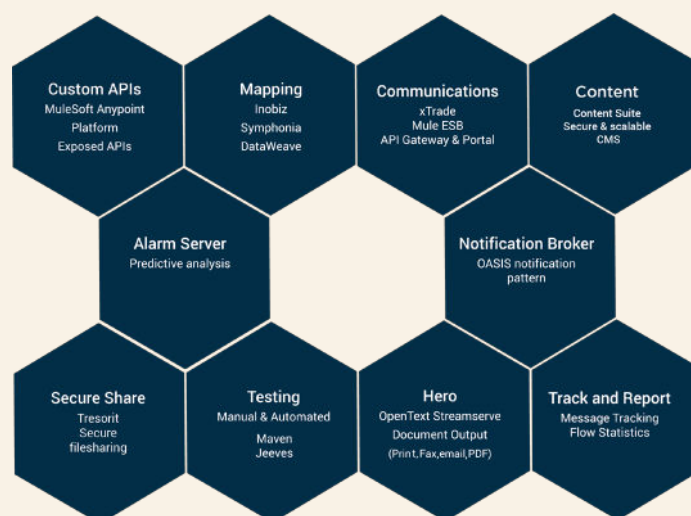 Custom APIs
MuleSoft Anypoint
Platform
Exposed APIs
Mapping
Inobiz
Symphonia
DataWeave
Communications
xTrade
Mule ESB
API Gateway & Portal
Content
Content Suite
Secure & scalable
CMS
Alarm Server
Predictive analysis
Notification Broker
OASIS notification
pattern
Secure Share
Tresorit
Secure
filesharing
Testing
Manual & Automated
Maven
Jeeves
Hero
OpenText Streamserve
Document Output
(Print,Fax,email,PDF)
Track and Report
Message Tracking
Flow Statistics